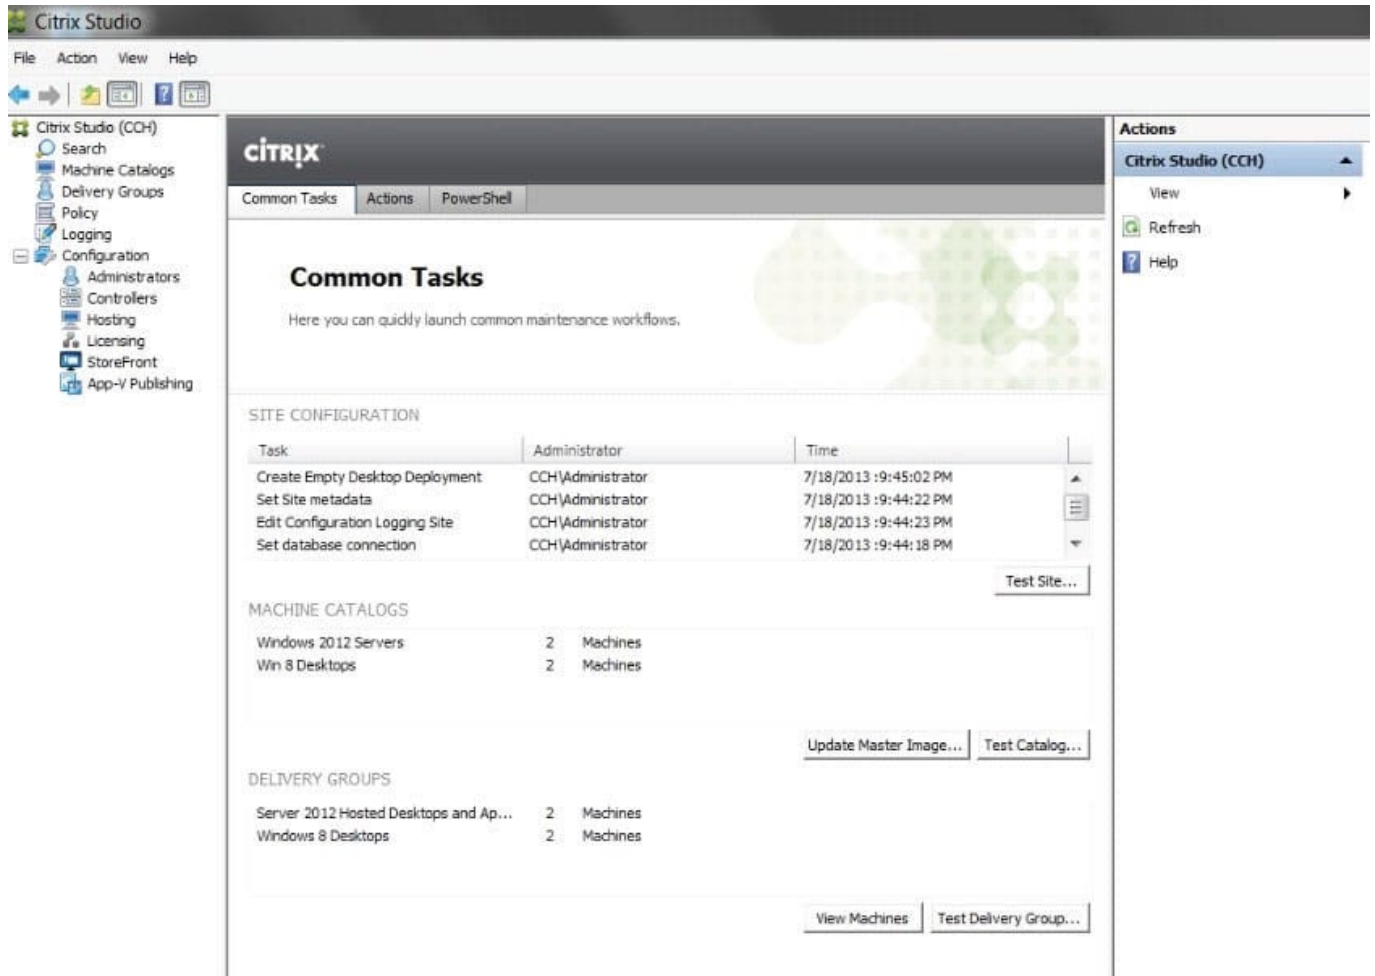 Citrix Studio
File Action View Help
Citrix Studio (CCH)
Search
Machine Catalogs
Delivery Groups
Policy
Logging
Configuration
Administrators
Controllers
Hosting
Licensing
StoreFront
App-V Publishing
CİTRIX
Common Tasks Actions PowerShell
Common Tasks
Here you can quickly launch common maintenance workflows.
SITE CONFIGURATION
Task Administrator Time
Create Empty Desktop Deployment CCH\Administrator 7/18/2013 :9:45:02 PM
Set Site metadata CCH\Administrator 7/18/2013 :9:44:22 PM
Edit Configuration Logging Site CCH\Administrator 7/18/2013 :9:44:23 PM
Set database connection CCH\Administrator 7/18/2013 :9:44:18 PM
Test Site...
MACHINE CATALOGS
Windows 2012 Servers 2 Machines
Win 8 Desktops 2 Machines
Update Master Image... Test Catalog...
DELIVERY GROUPS
Server 2012 Hosted Desktops and Ap... 2 Machines
Windows 8 Desktops 2 Machines
View Machines Test Delivery Group...
Actions
Citrix Studio (CCH)
View
Refresh
Help